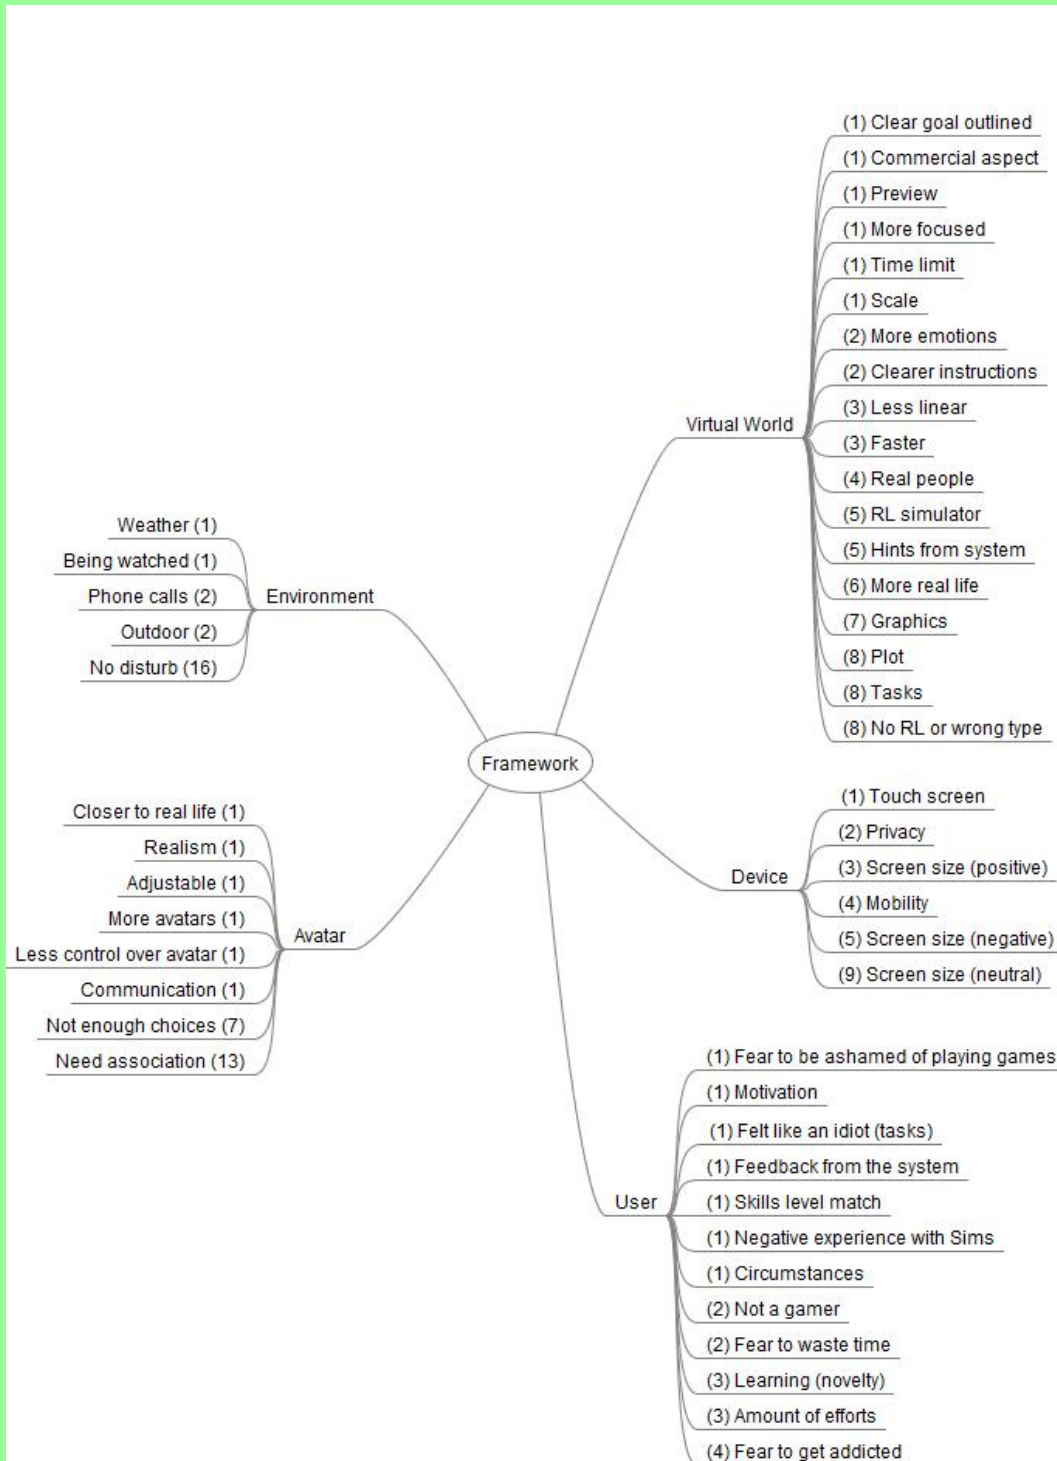 Framework
Virtual World
(1) Clear goal outlined
(1) Commercial aspect
(1) Preview
(1) More focused
(1) Time limit
(1) Scale
(2) More emotions
(2) Clearer instructions
(3) Less linear
(3) Faster
(4) Real people
(5) RL simulator
(5) Hints from system
(6) More real life
(7) Graphics
(8) Plot
(8) Tasks
(8) No RL or wrong type
Device
(1) Touch screen
(2) Privacy
(3) Screen size (positive)
(4) Mobility
(5) Screen size (negative)
(9) Screen size (neutral)
User
(1) Fear to be ashamed of playing games
(1) Motivation
(1) Felt like an idiot (tasks)
(1) Feedback from the system
(1) Skills level match
(1) Negative experience with Sims
(1) Circumstances
(2) Not a gamer
(2) Fear to waste time
(3) Learning (novelty)
(3) Amount of efforts
(4) Fear to get addicted
Environment
Weather (1)
Being watched (1)
Phone calls (2)
Outdoor (2)
No disturb (16)
Avatar
Closer to real life (1)
Realism (1)
Adjustable (1)
More avatars (1)
Less control over avatar (1)
Communication (1)
Not enough choices (7)
Need association (13)